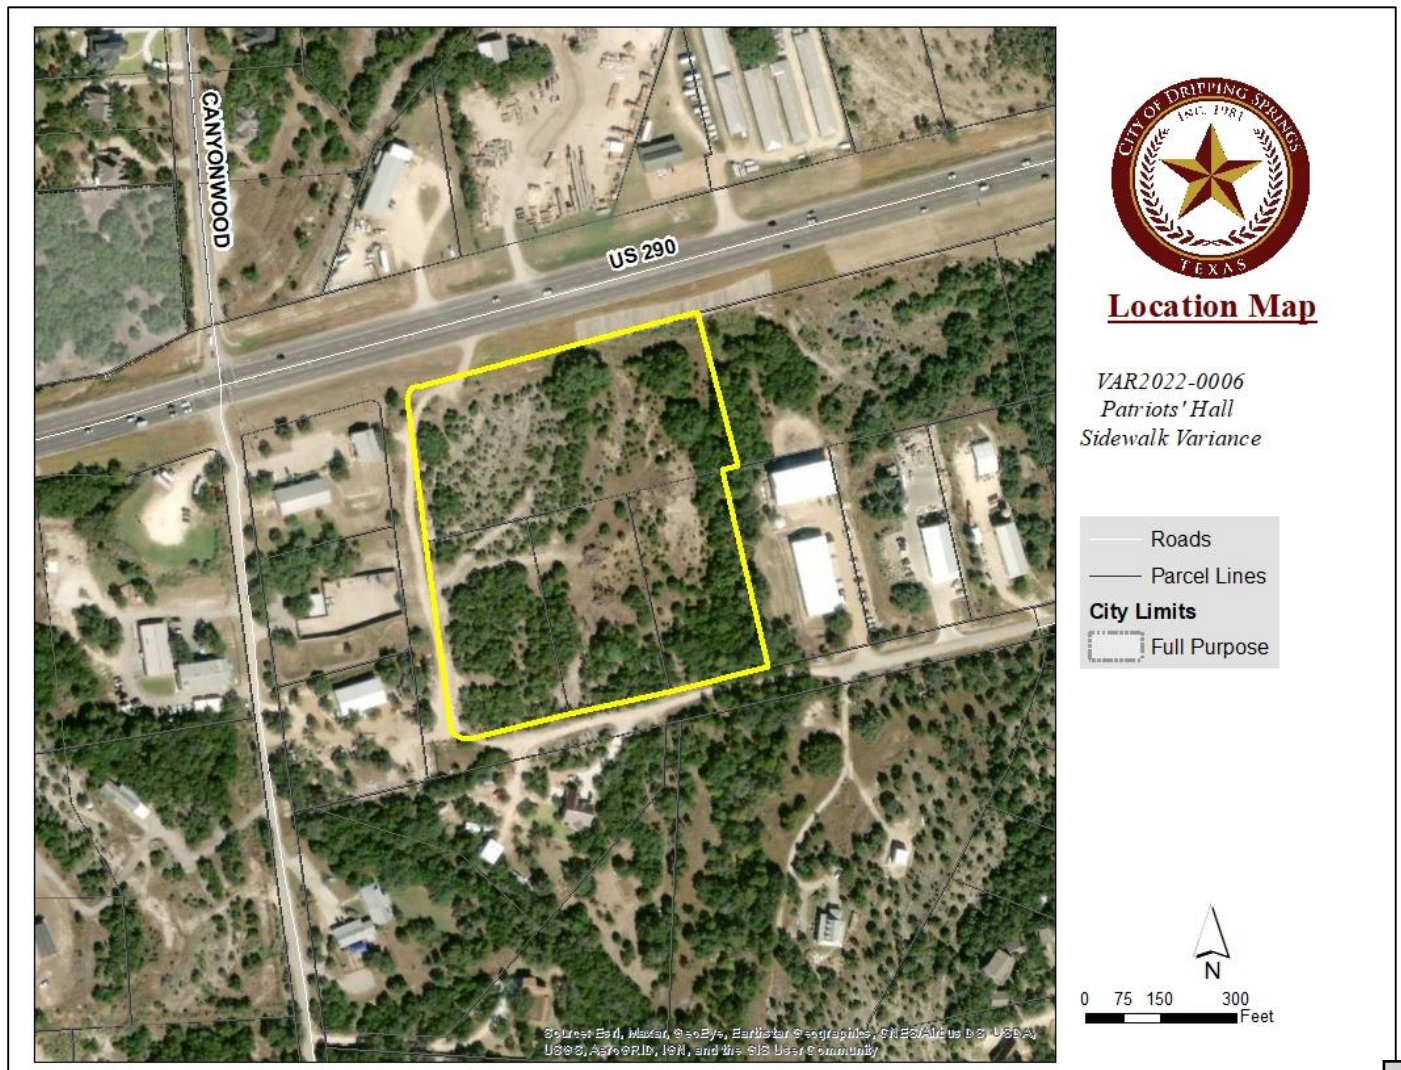 CANYONWOOD
US 290
Source: Esri, Maxar, GeoEye, Earthstar Geographics, CNES/Airbus DS, USDA,
USGS, AeroGRID, IGN, and the GIS User Community
CITY OF DRIPPING SPRINGS
INC. 1981
TEXAS
Location Map
VAR2022-0006
Patriots' Hall
Sidewalk Variance
Roads
Parcel Lines
City Limits
Full Purpose
N
0 75 150 300
Feet